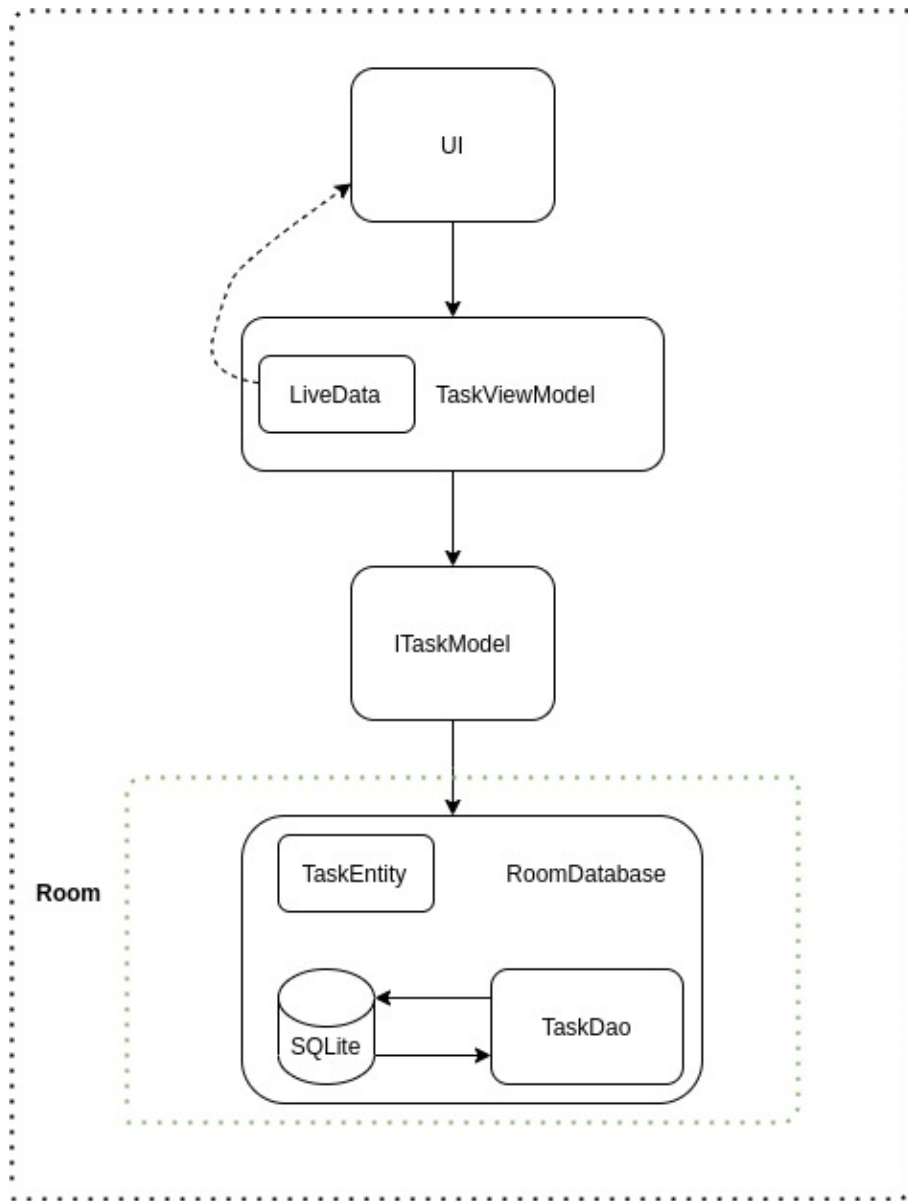 UI
LiveData
TaskViewModel
ITaskModel
TaskEntity
RoomDatabase
Room
SQLite
TaskDao